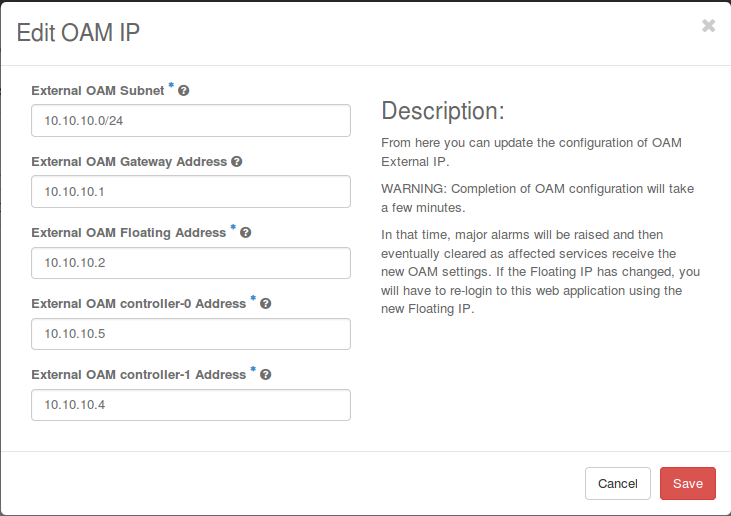 Edit OAM IP
×
External OAM Subnet *
10.10.10.0/24
External OAM Gateway Address
10.10.10.1
External OAM Floating Address *
10.10.10.2
External OAM controller-0 Address *
10.10.10.5
External OAM controller-1 Address *
10.10.10.4
Description:
From here you can update the configuration of OAM
External IP.
WARNING: Completion of OAM configuration will take
a few minutes.
In that time, major alarms will be raised and then
eventually cleared as affected services receive the
new OAM settings. If the Floating IP has changed, you
will have to re-login to this web application using the
new Floating IP.
Cancel
Save